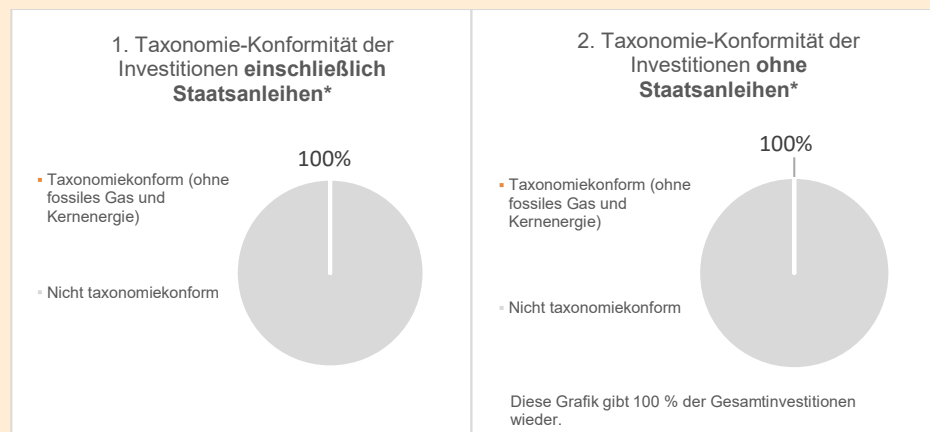 1. Taxonomie-Konformität der
Investitionen einschließlich
Staatsanleihen*
100%
Taxonomiekonform (ohne
fossiles Gas und
Kernenergie)
Nicht taxonomiekonform
2. Taxonomie-Konformität der
Investitionen ohne
Staatsanleihen*
100%
Taxonomiekonform (ohne
fossiles Gas und
Kernenergie)
Nicht taxonomiekonform
Diese Grafik gibt 100 % der Gesamtinvestitionen
wieder.